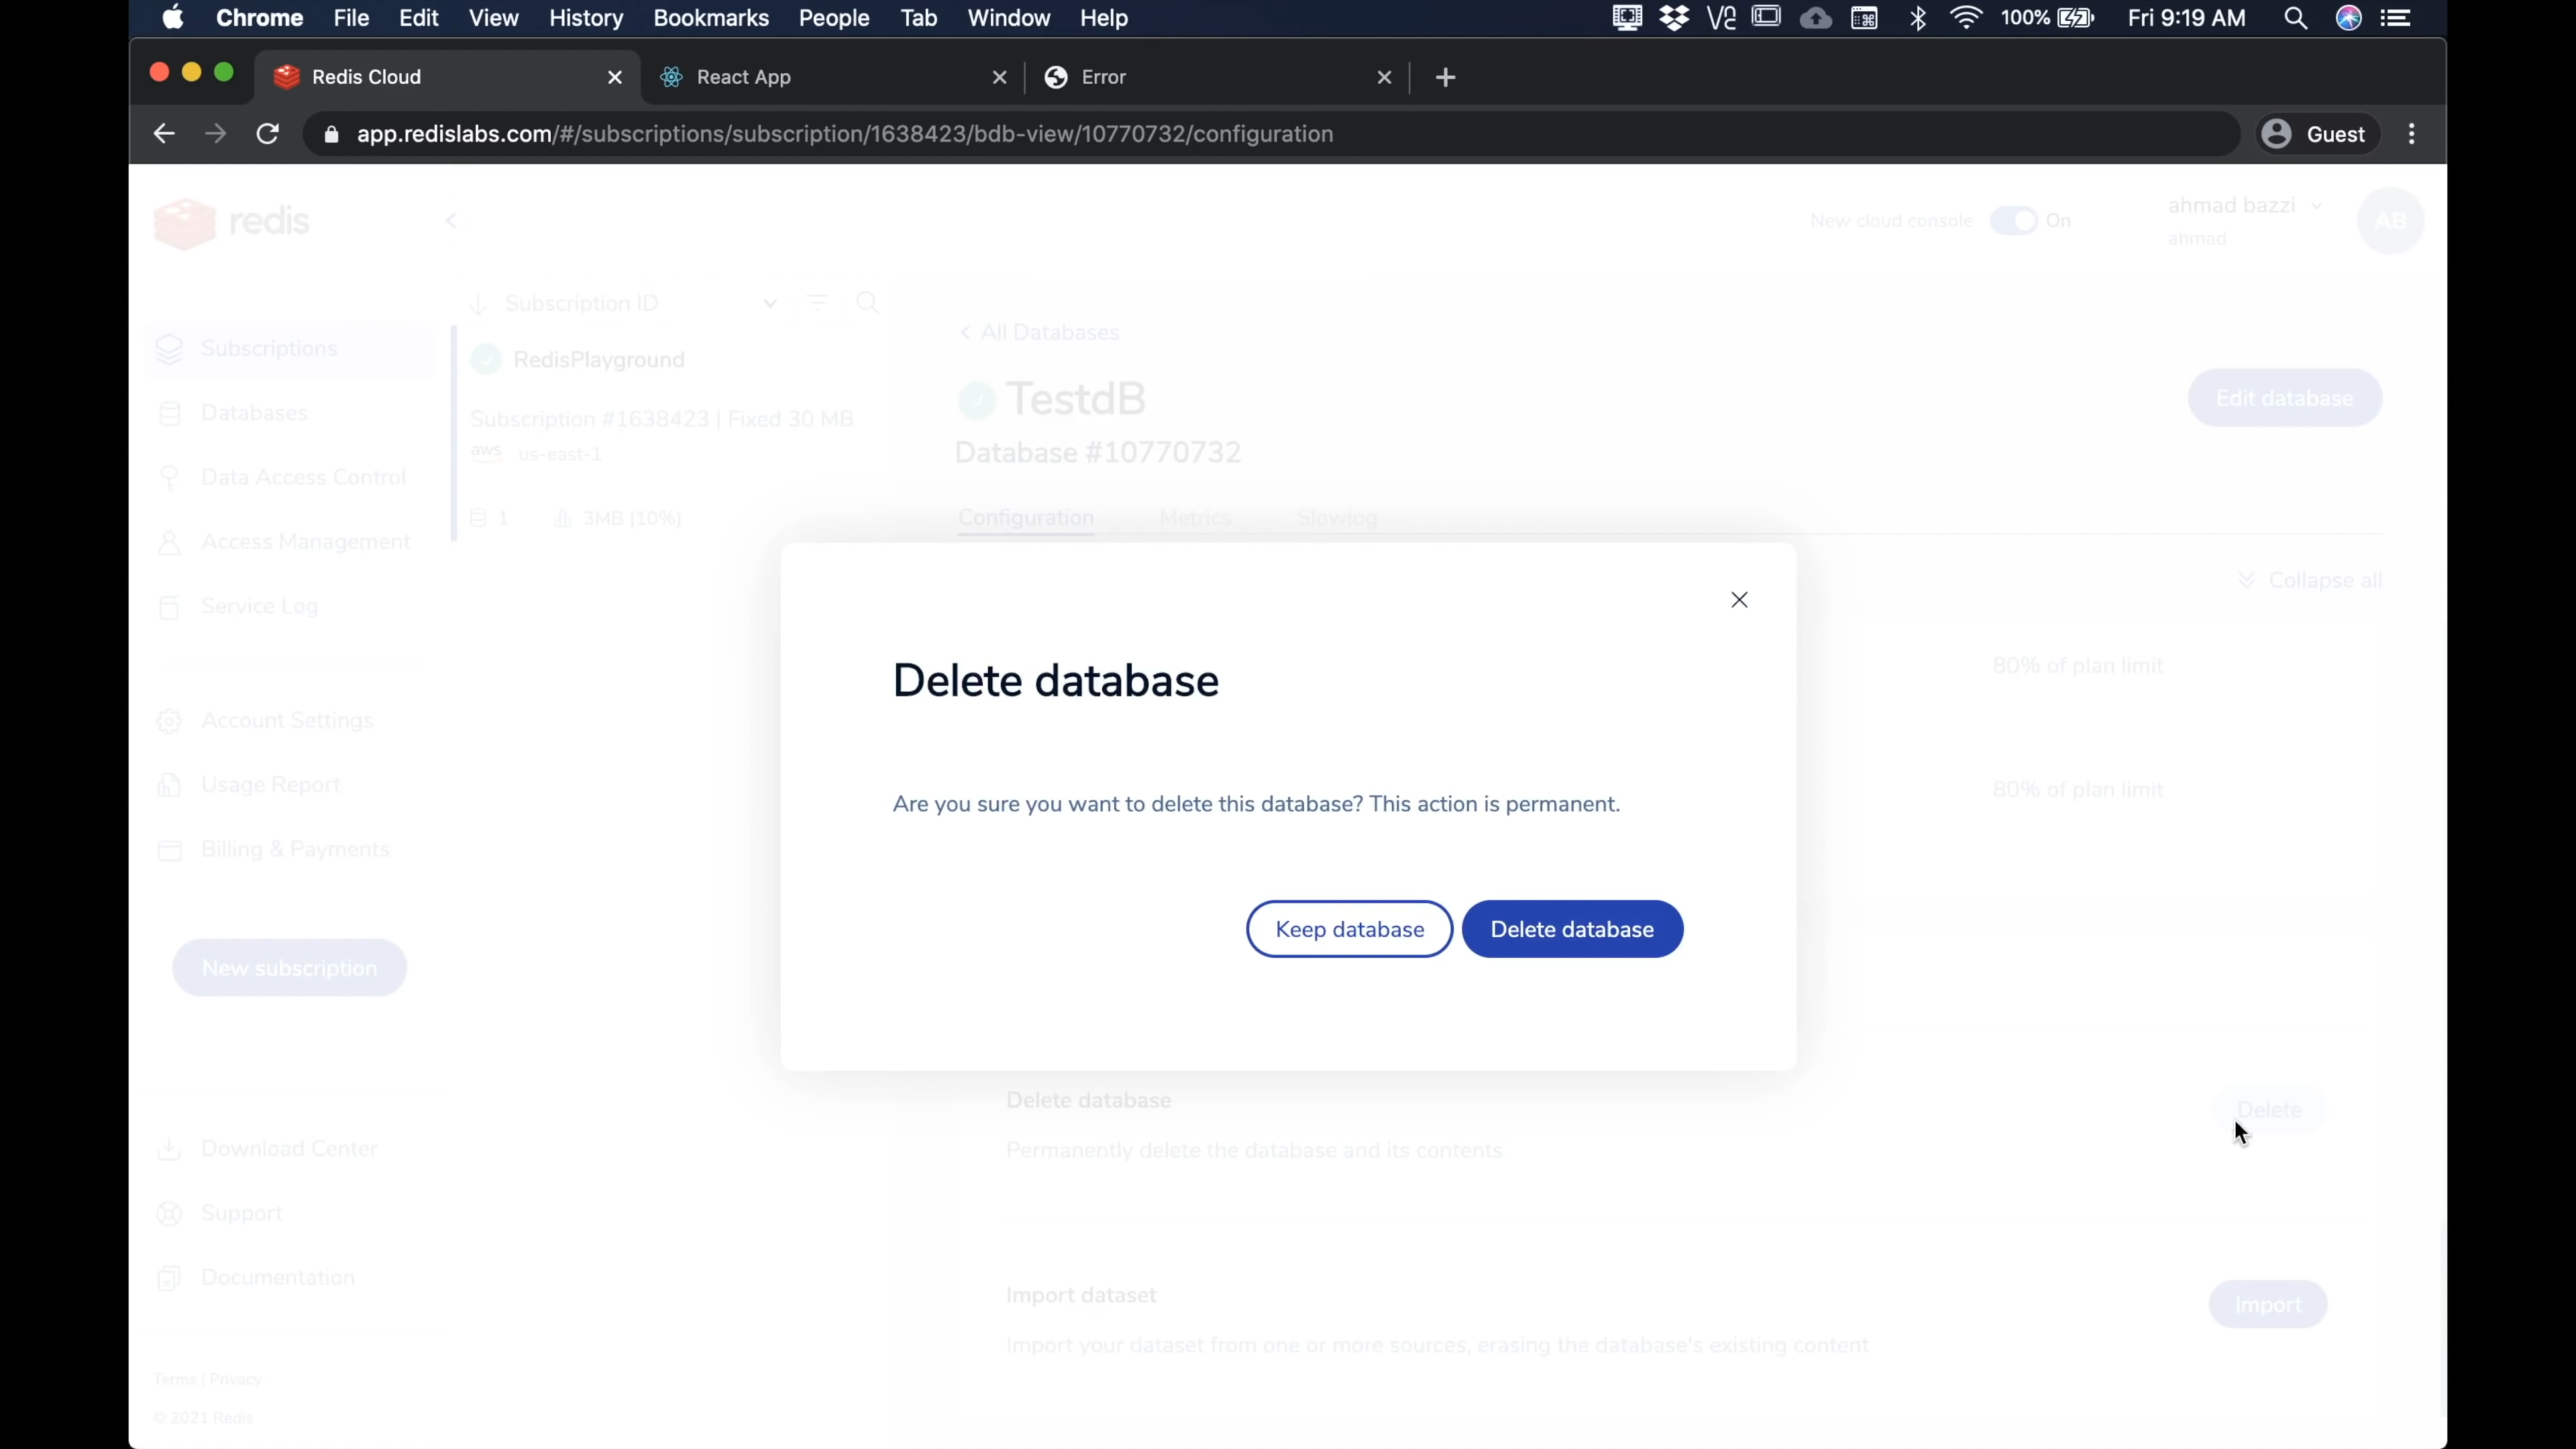 Chrome File Edit View History Bookmarks People Tab Window Help 100% Fri 9:19 AM
Redis Cloud React App Error
app.redislabs.com/#/subscriptions/subscription/1638423/bdb-view/10770732/configuration Guest
redis New cloud console On ahmad bazzi AB
ahmad
Subscription ID
Subscriptions
Databases
Data Access Control
Access Management
Service Log
Account Settings
Usage Report
Billing & Payments
New subscription
Download Center
Support
Documentation
Terms | Privacy
© 2021 Redis
RedisPlayground
Subscription #1638423 | Fixed 30 MB
aws us-east-1
1 3MB (10%)
All Databases
TestdB
Edit database
Database #10770732
Configuration Metrics Slowlog
Collapse all
80% of plan limit
80% of plan limit
Delete database
Are you sure you want to delete this database? This action is permanent.
Keep database Delete database
Delete database
Delete
Permanently delete the database and its contents
Import dataset
Import
Import your dataset from one or more sources, erasing the database's existing content